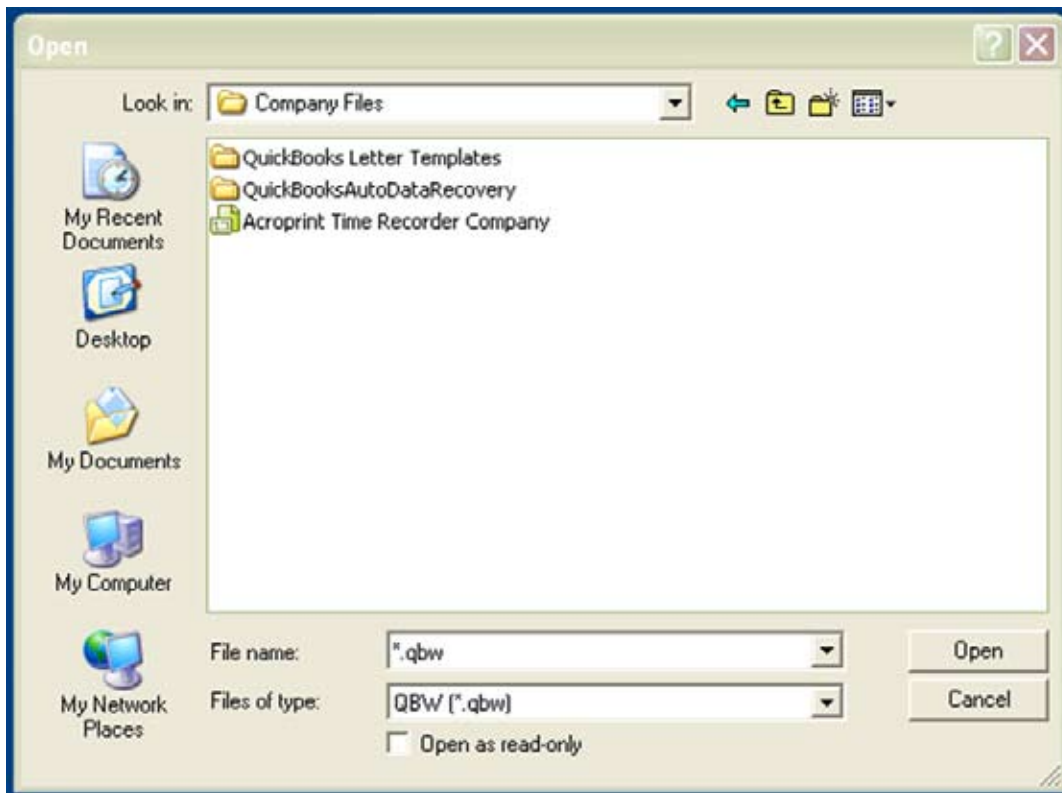 Open
Look in: Company Files
QuickBooks Letter Templates
QuickBooksAutoDataRecovery
Acroprint Time Recorder Company
My Recent
Documents
Desktop
My Documents
My Computer
My Network
Places
File name: *.qbw Open
Files of type: QBW (*.qbw) Cancel
Open as read-only